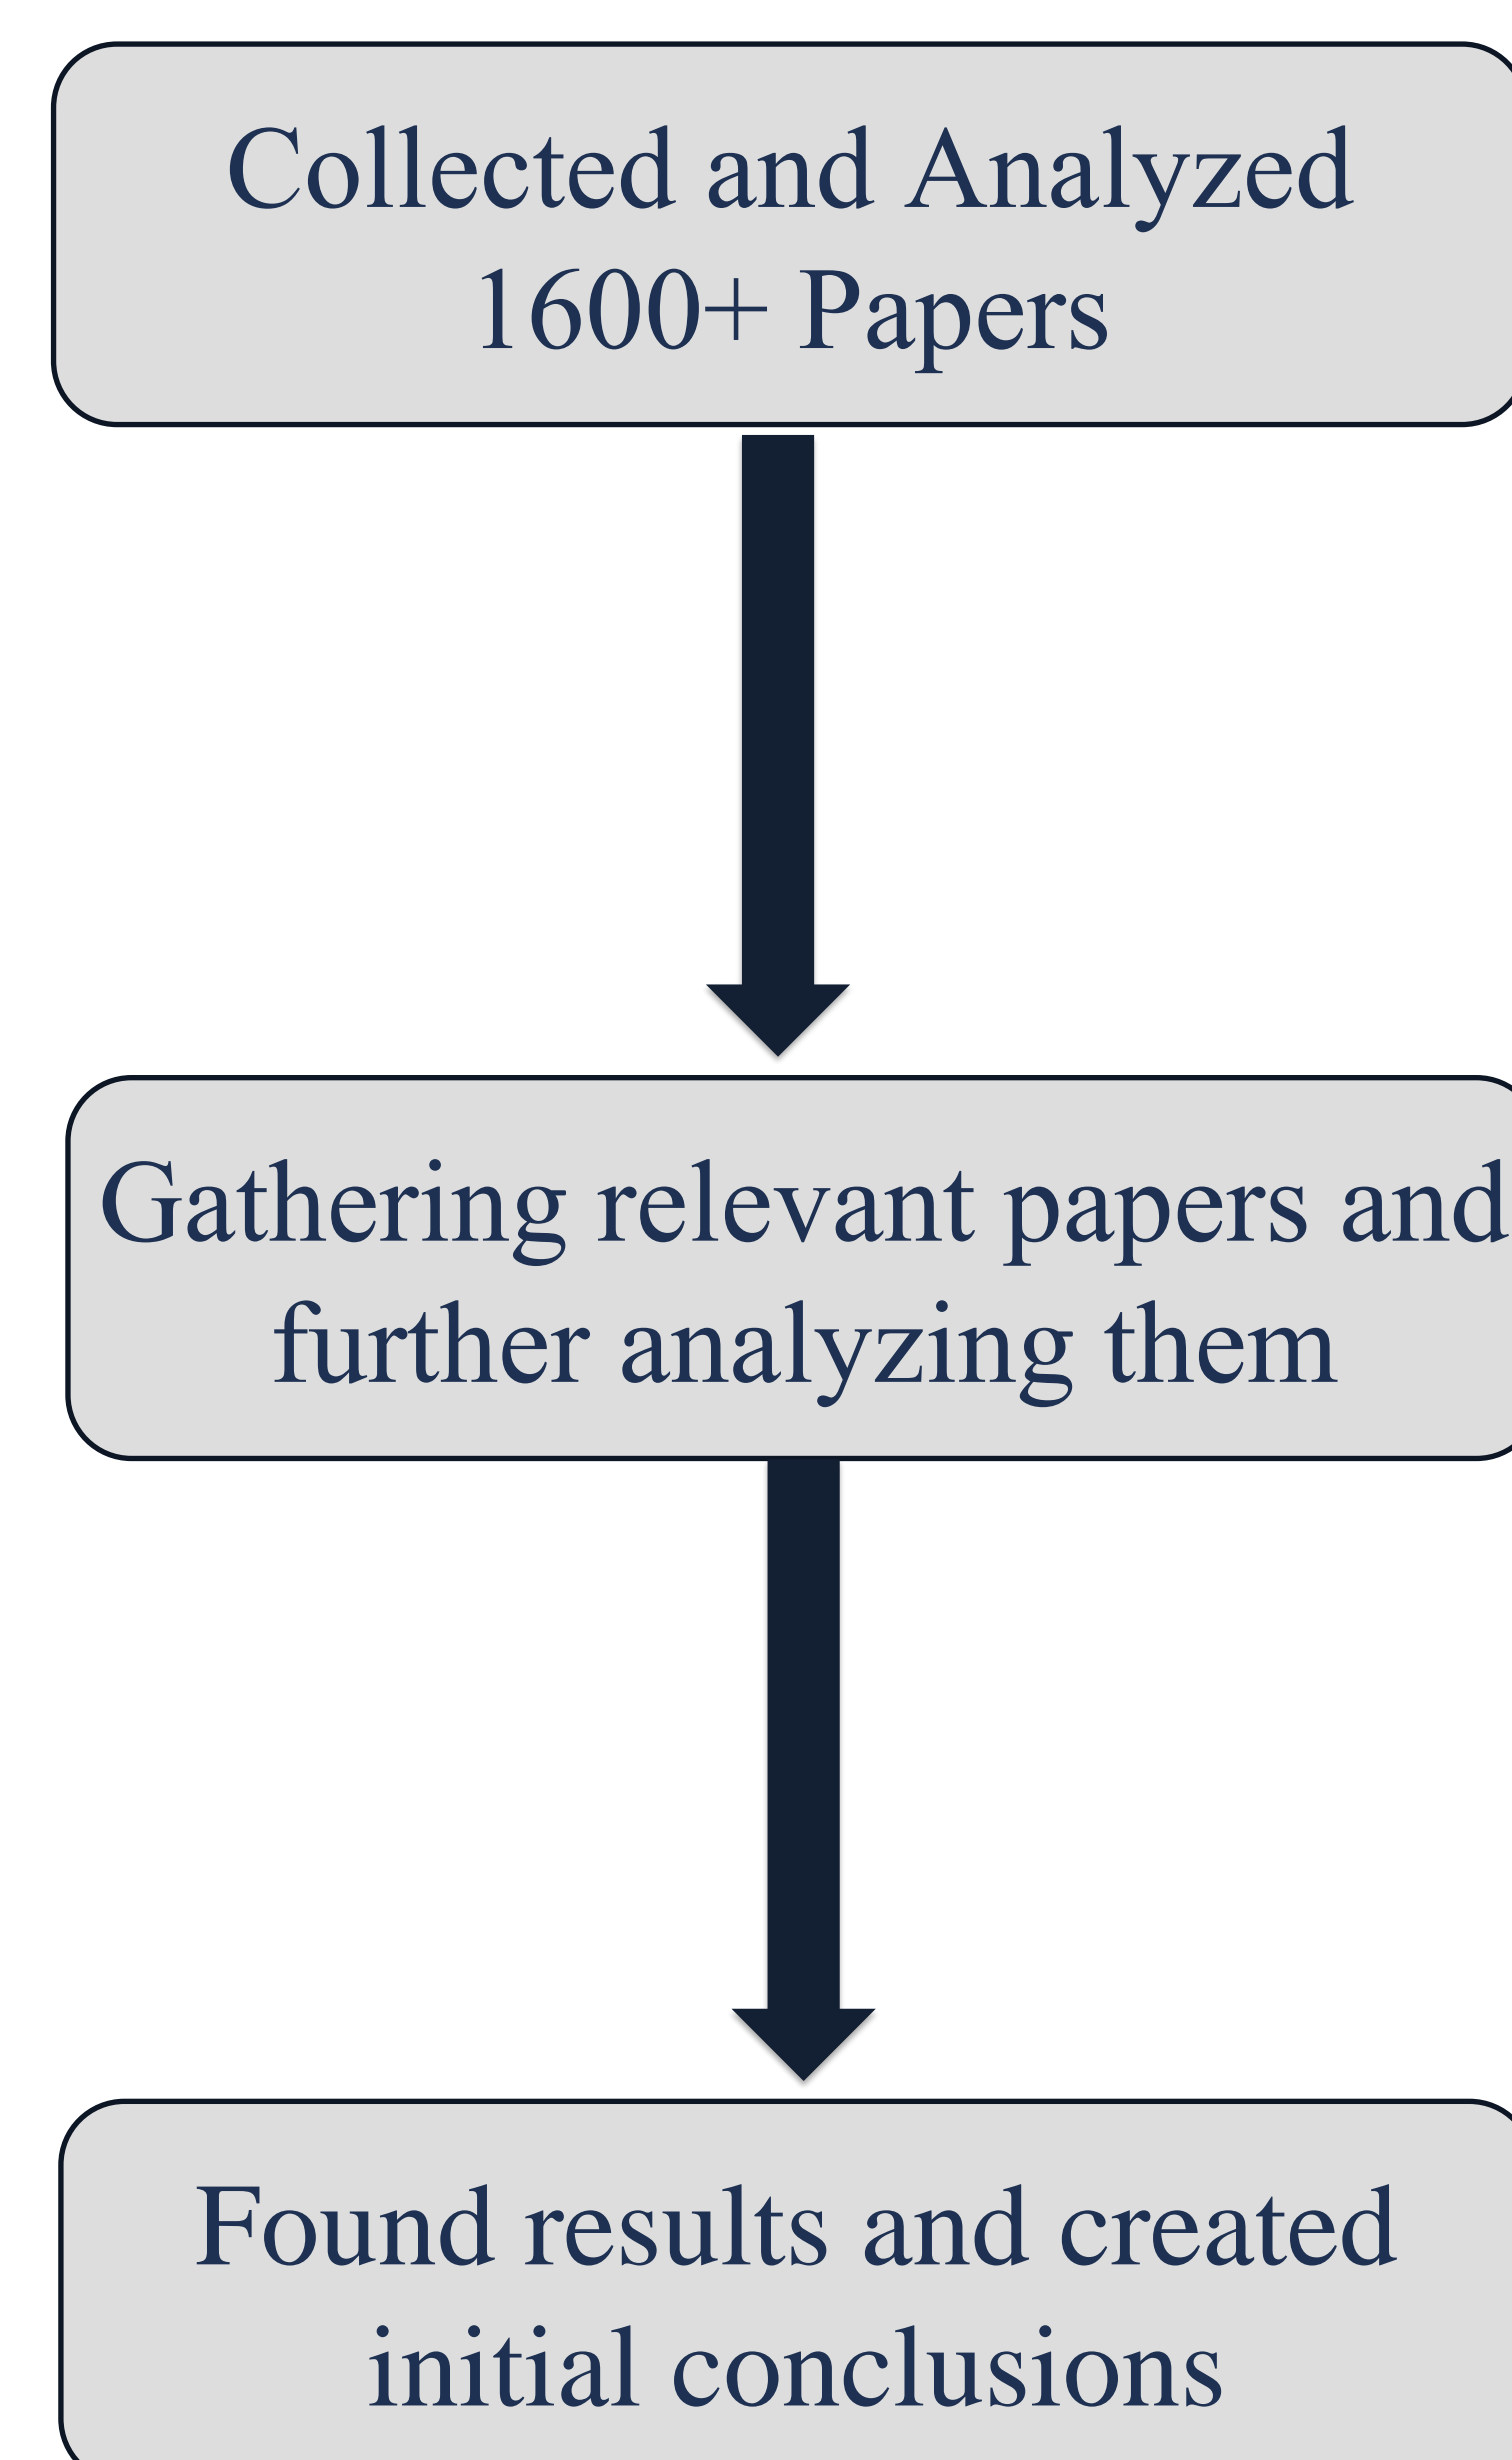 Collected and Analyzed
1600+ Papers
Gathering relevant papers and
further analyzing them
Found results and created
initial conclusions